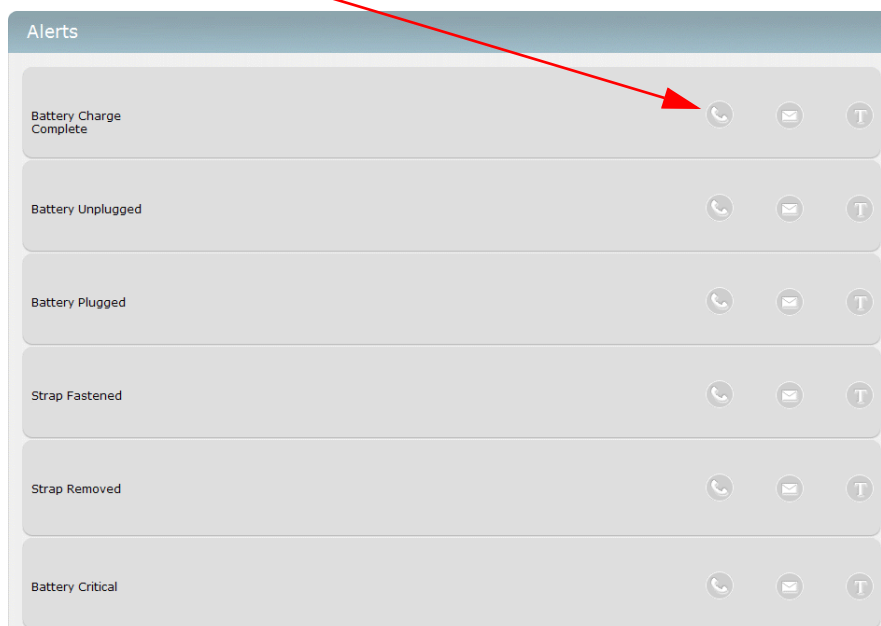 Alerts
Battery Charge
Complete
T
Battery Unplugged
T
Battery Plugged
T
Strap Fastened
T
Strap Removed
T
Battery Critical
T